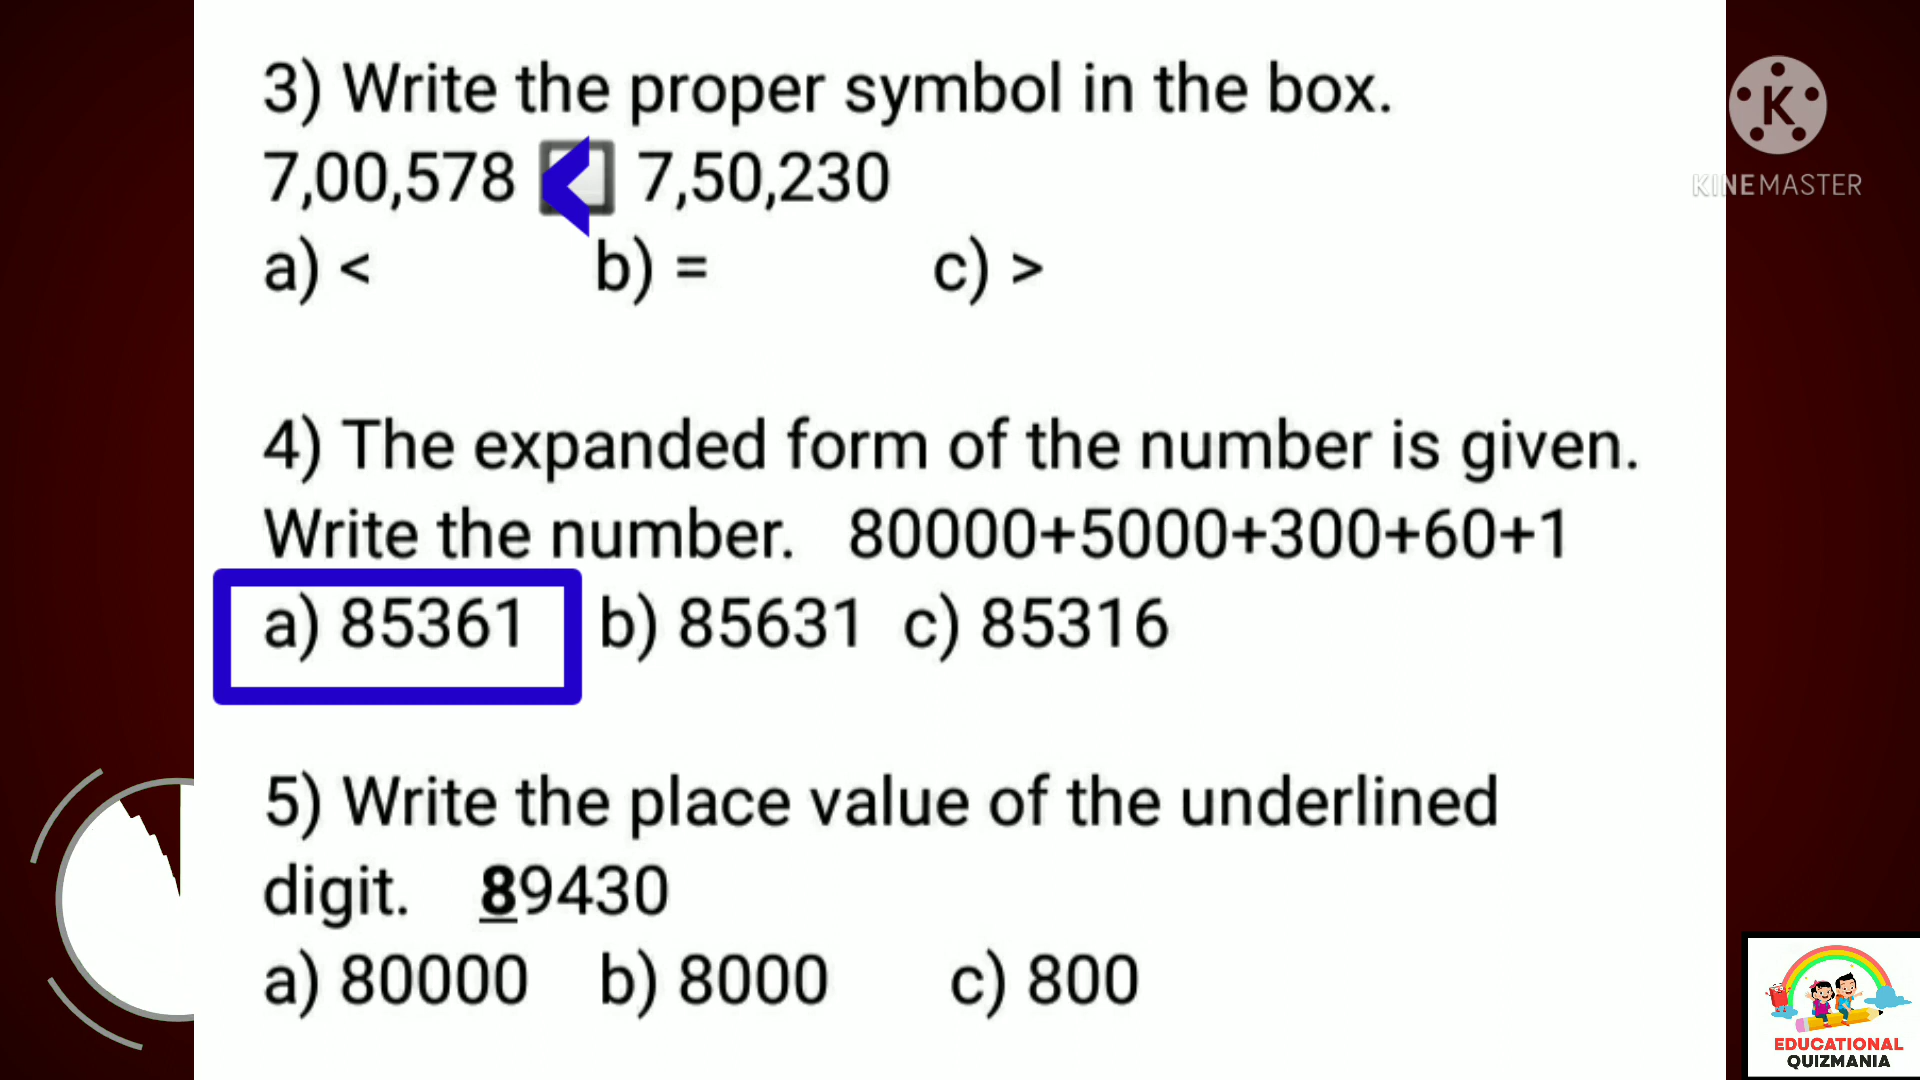 3) Write the proper symbol in the box.
7,00,578 < 7,50,230
a) < b) = c) >
4) The expanded form of the number is given.
Write the number. 80000+5000+300+60+1
a) 85361 b) 85631 c) 85316
5) Write the place value of the underlined
digit. 89430
a) 80000 b) 8000 c) 800
K
KINEMASTER
EDUCATIONAL
QUIZMANIA